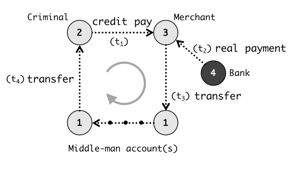 Criminal
credit pay
Merchant
2
(t₁)
3
(t₂) real payment
4
Bank
(t₄) transfer
(t₃) transfer
1
1
Middle-man account(s)